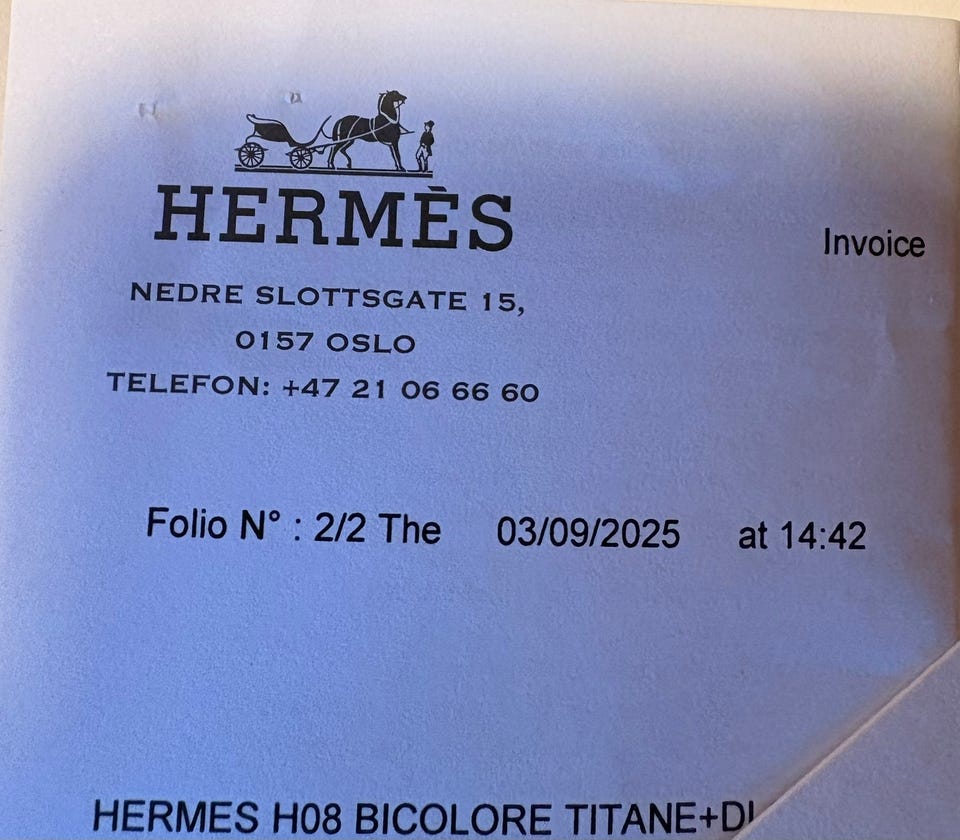 HERMÈS
Invoice
NEDRE SLOTTSGATE 15,
0157 OSLO
TELEFON: +47 21 06 66 60
Folio N° : 2/2 The 03/09/2025 at 14:42
HERMES H08 BICOLORE TITANE+DI